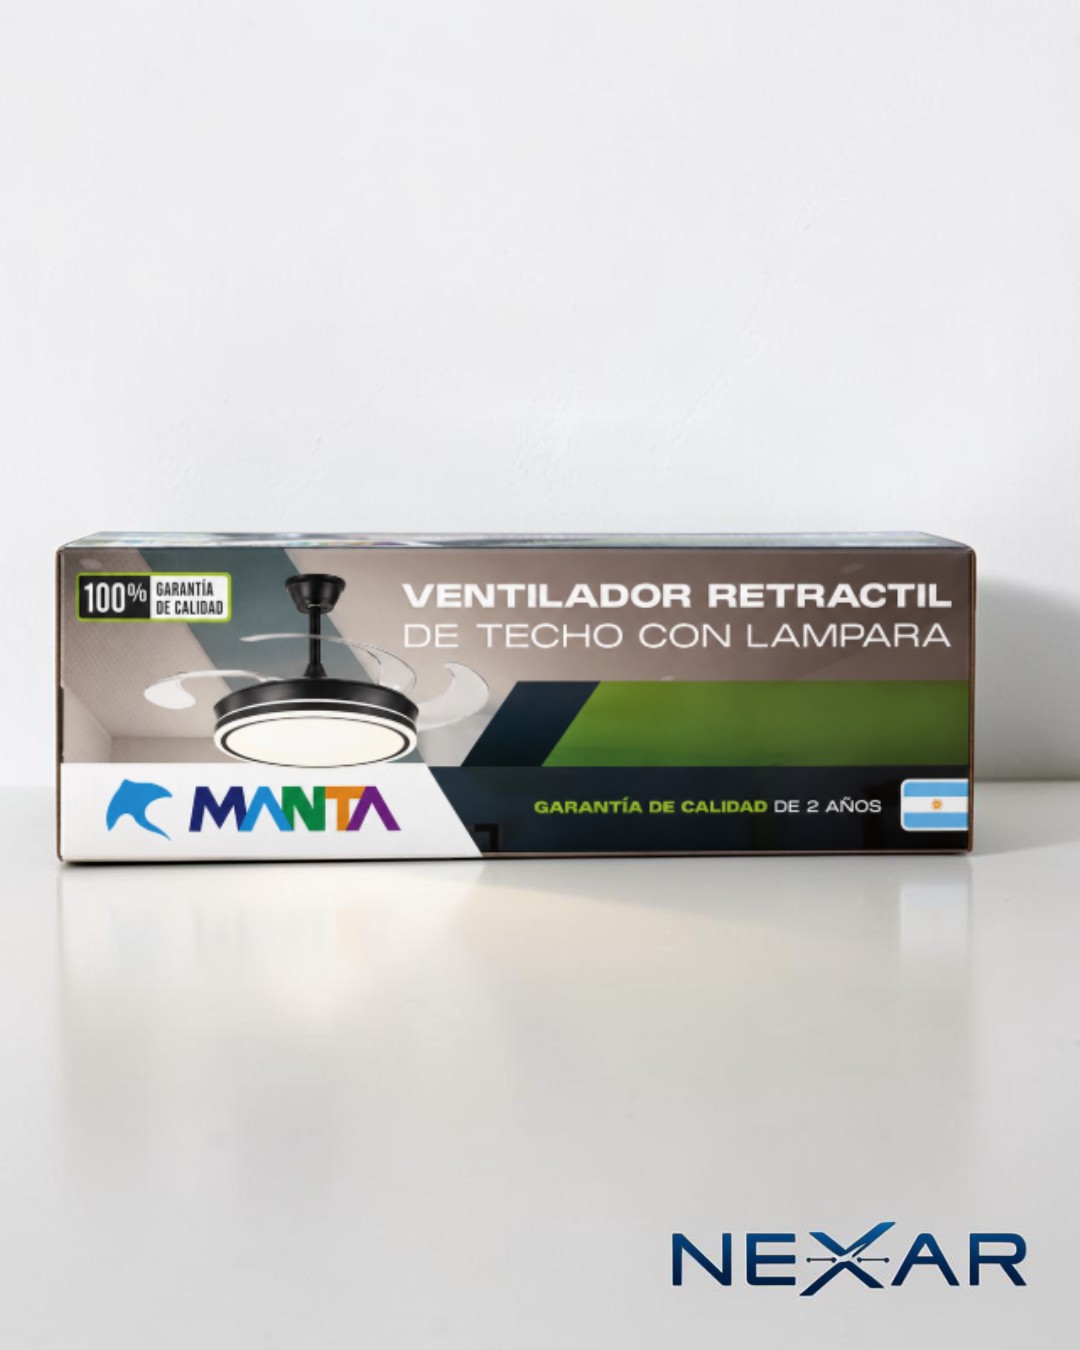 100% GARANTÍA
DE CALIDAD
VENTILADOR RETRACTIL
DE TECHO CON LAMPARA
MANTA
GARANTÍA DE CALIDAD DE 2 AÑOS
NEXAR